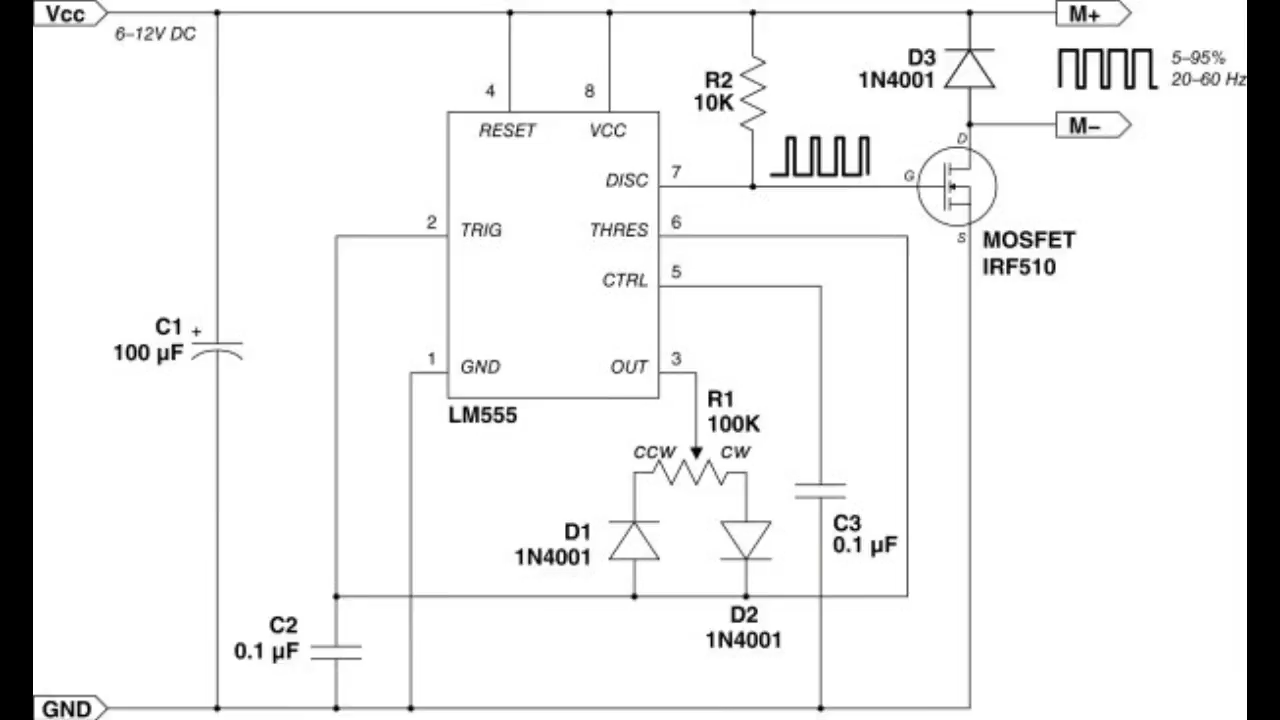 Vcc
6–12V DC
M+
D3
1N4001
5–95%
20–60 Hz
R2
10K
4
8
RESET
VCC
M–
D
DISC
7
G
2
TRIG
THRES
6
S
MOSFET
IRF510
CTRL
5
C1
+
100 µF
1
GND
OUT
3
LM555
R1
100K
CCW
CW
D1
1N4001
C3
0.1 µF
D2
1N4001
C2
0.1 µF
GND